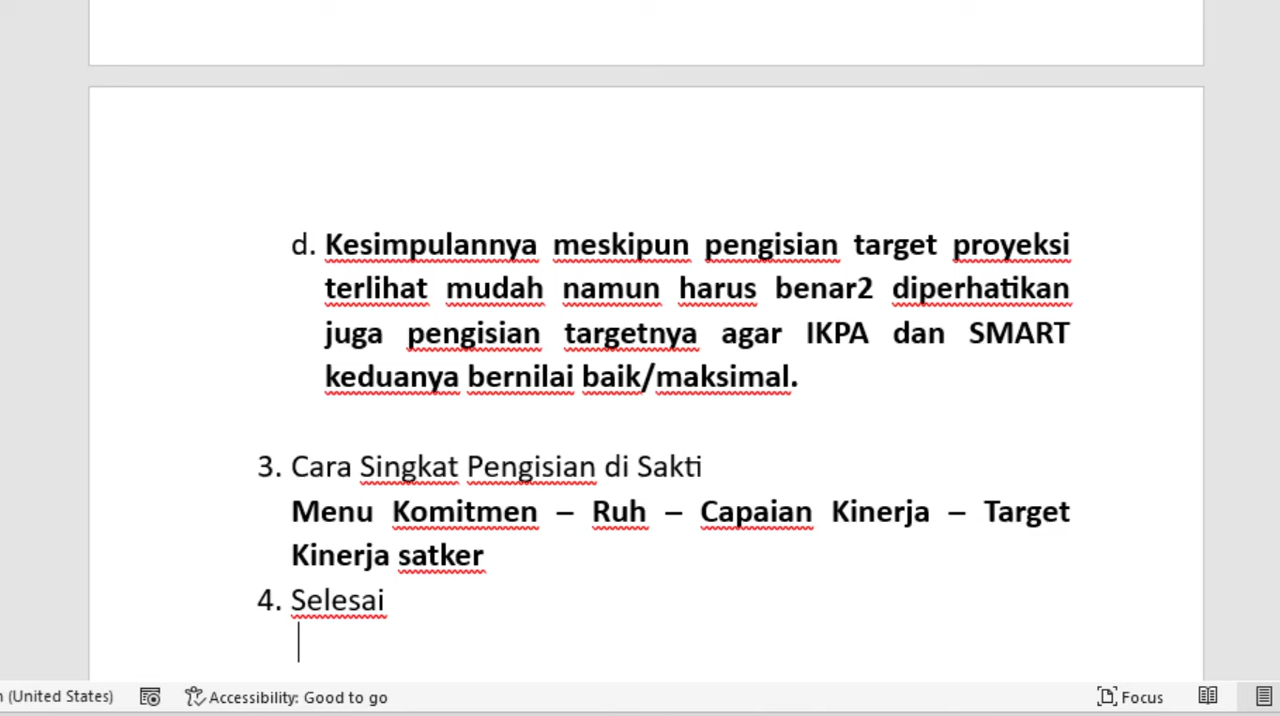 d. Kesimpulannya meskipun pengisian target proyeksi
terlihat mudah namun harus benar2 diperhatikan
juga pengisian targetnya agar IKPA dan SMART
keduanya bernilai baik/maksimal.
3. Cara Singkat Pengisian di Sakti
Menu Komitmen – Ruh – Capaian Kinerja – Target
Kinerja satker
4. Selesai
(United States) Accessibility: Good to go Focus